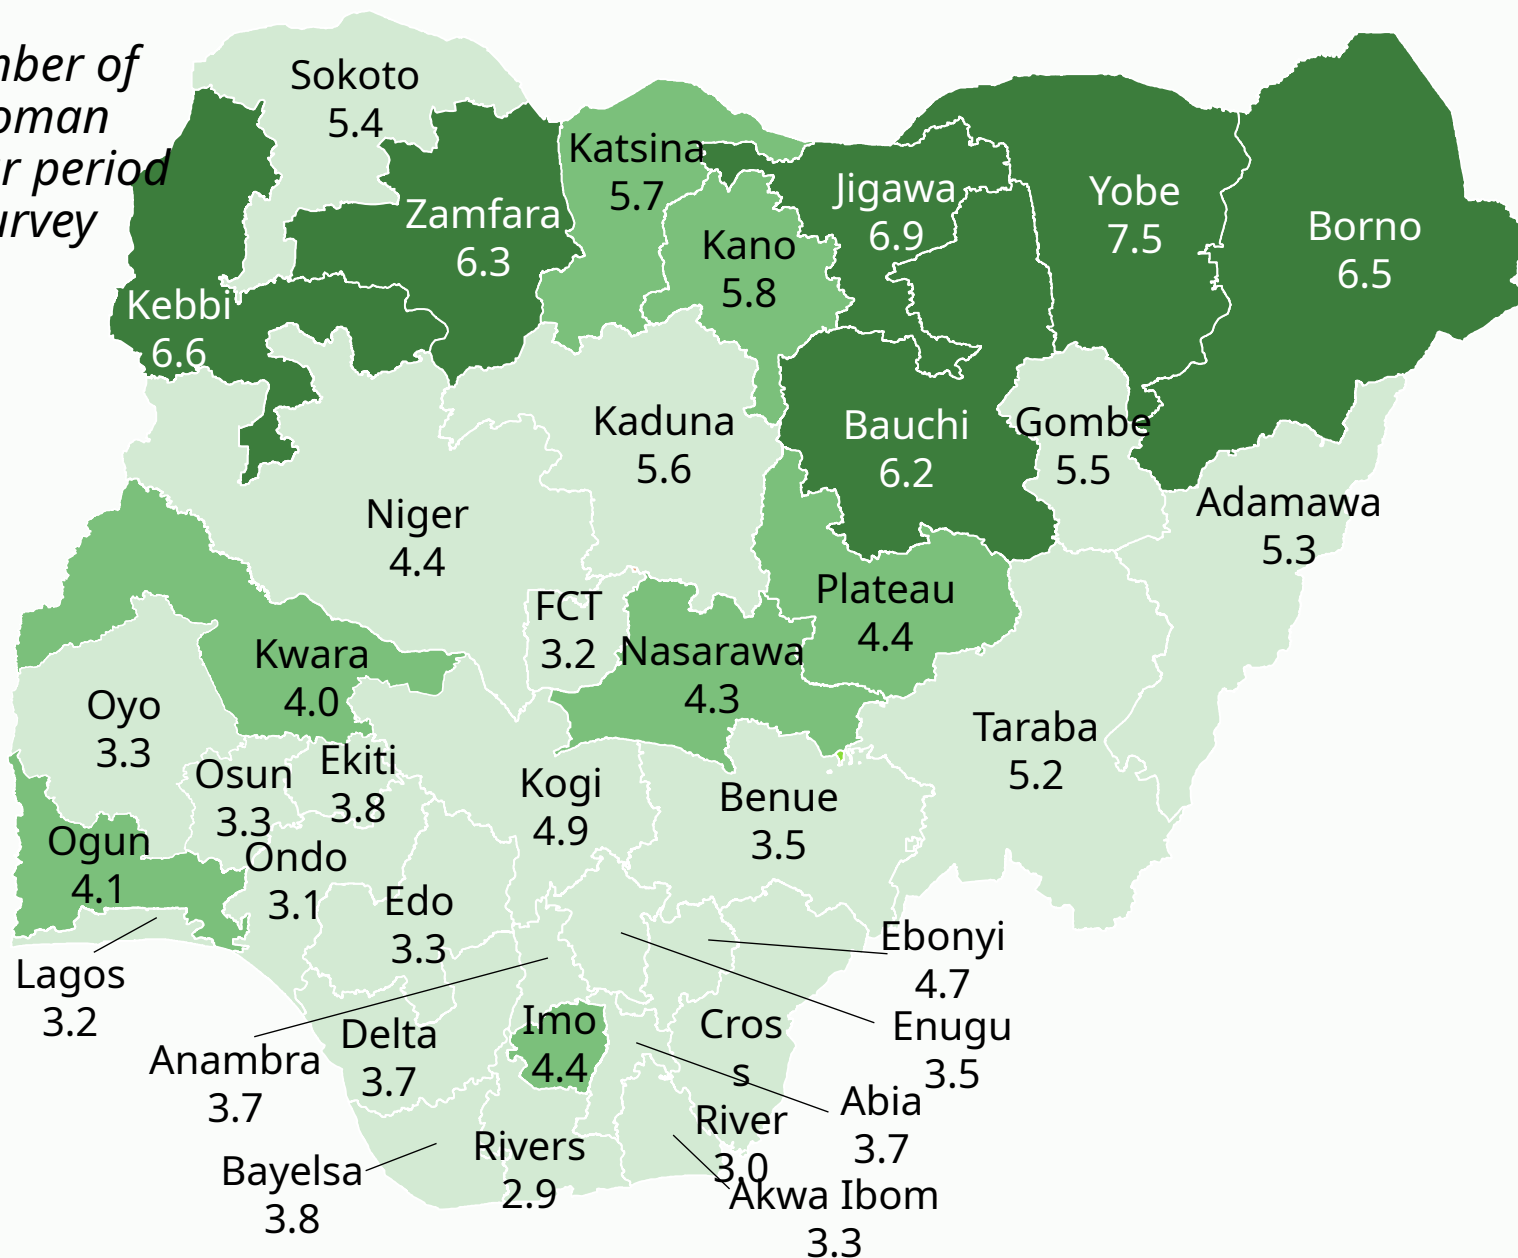 nber of
oman
r period
urvey
Sokoto
5.4
Katsina
5.7
Zamfara
6.3
Kebbi
6.6
Kano
5.8
Jigawa
6.9
Yobe
7.5
Borno
6.5
Kaduna
5.6
Bauchi
6.2
Gombe
5.5
Adamawa
5.3
Niger
4.4
FCT
3.2
Plateau
4.4
Nasarawa
4.3
Kwara
4.0
Oyo
3.3
Osun
3.3
Ekiti
3.8
Kogi
4.9
Benue
3.5
Taraba
5.2
Ogun
4.1
Ondo
3.1
Edo
3.3
Lagos
3.2
Ebonyi
4.7
Enugu
3.5
Anambra
3.7
Delta
3.7
Imo
4.4
Cros
s
River
3.0
Abia
3.7
Bayelsa
3.8
Rivers
2.9
Akwa Ibom
3.3